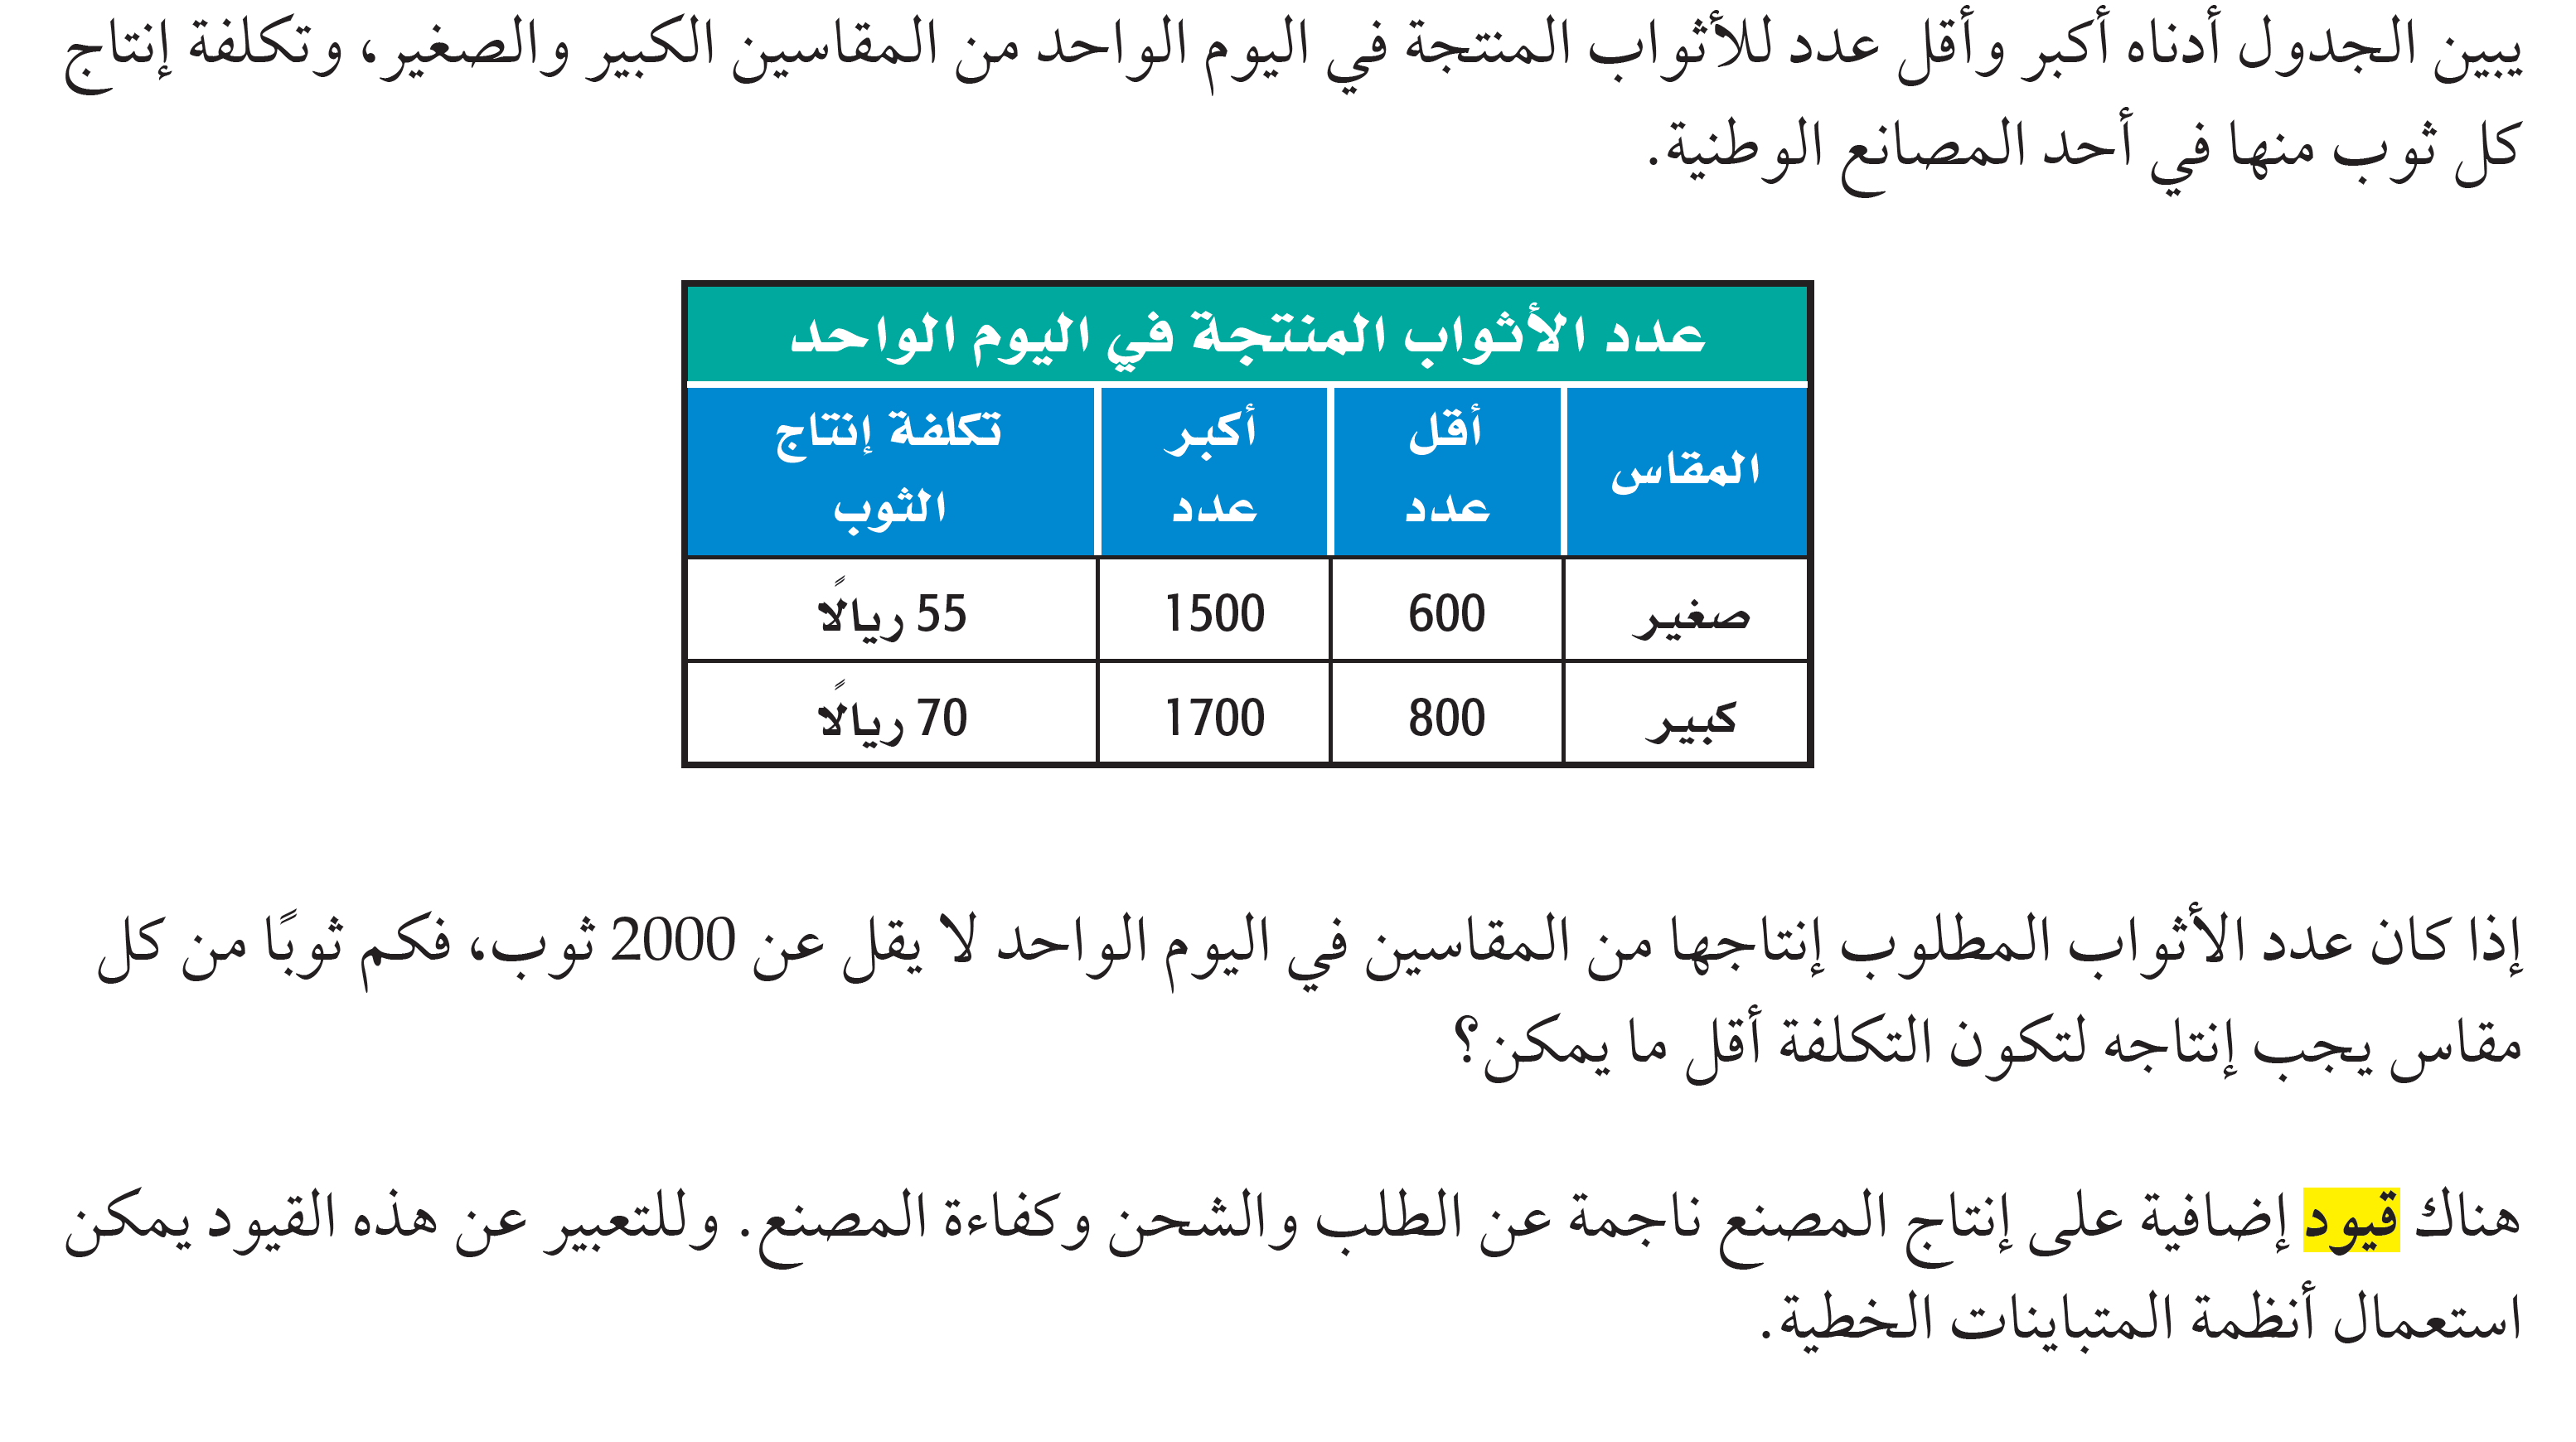 يبين الجدول أدناه أكبر وأقل عدد للأثواب المنتجة في اليوم الواحد من المقاسين الكبير والصغير، وتكلفة إنتاج
كل ثوب منها في أحد المصانع الوطنية.
عدد الأثواب المنتجة في اليوم الواحد
المقاس أقل عدد أكبر عدد تكلفة إنتاج الثوب
صغير 600 1500 55 ريالًا
كبير 800 1700 70 ريالًا
إذا كان عدد الأثواب المطلوب إنتاجها من المقاسين في اليوم الواحد لا يقل عن 2000 ثوب، فكم ثوبًا من كل
مقاس يجب إنتاجه لتكون التكلفة أقل ما يمكن؟
هناك قيود إضافية على إنتاج المصنع ناجمة عن الطلب والشحن وكفاءة المصنع. وللتعبير عن هذه القيود يمكن
استعمال أنظمة المتباينات الخطية.